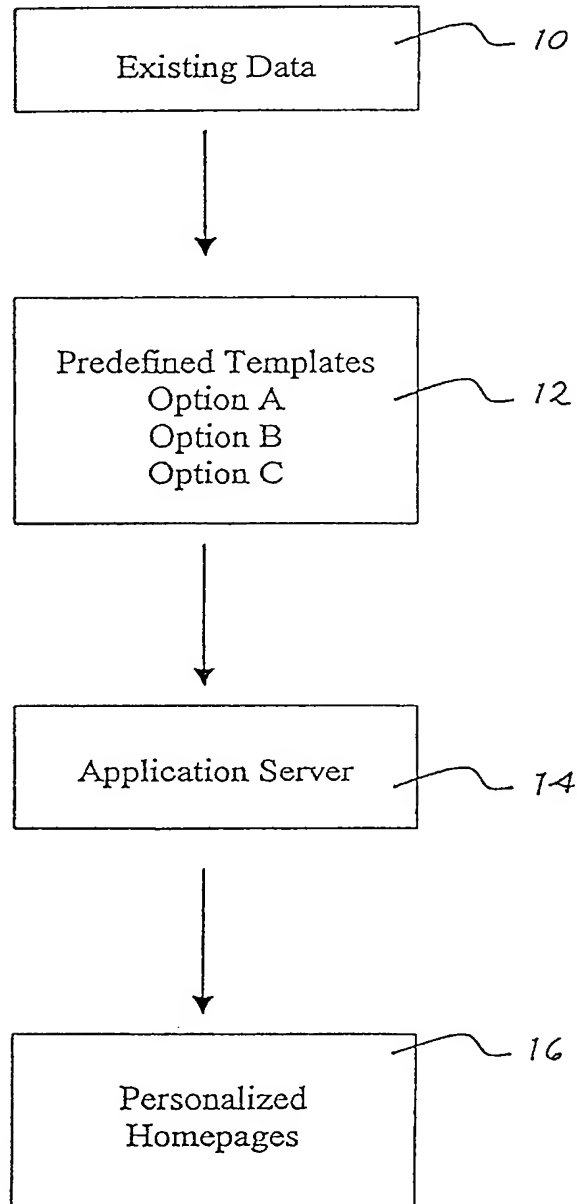 Existing Data
10
Predefined Templates
Option A
Option B
Option C
12
Application Server
14
Personalized
Homepages
16